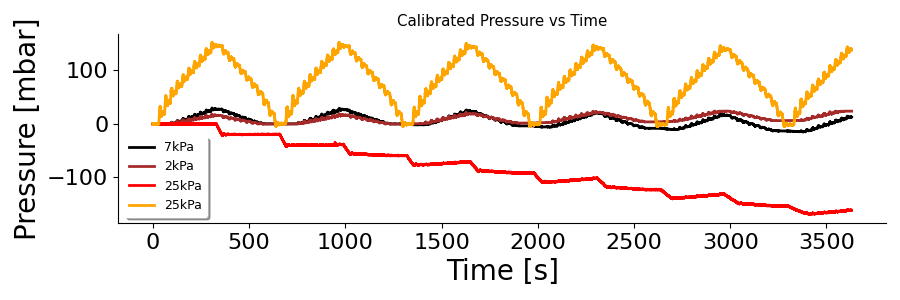 Calibrated Pressure vs Time
Pressure [mbar]
100
0
−100
7kPa
2kPa
25kPa
25kPa
0 500 1000 1500 2000 2500 3000 3500
Time [s]